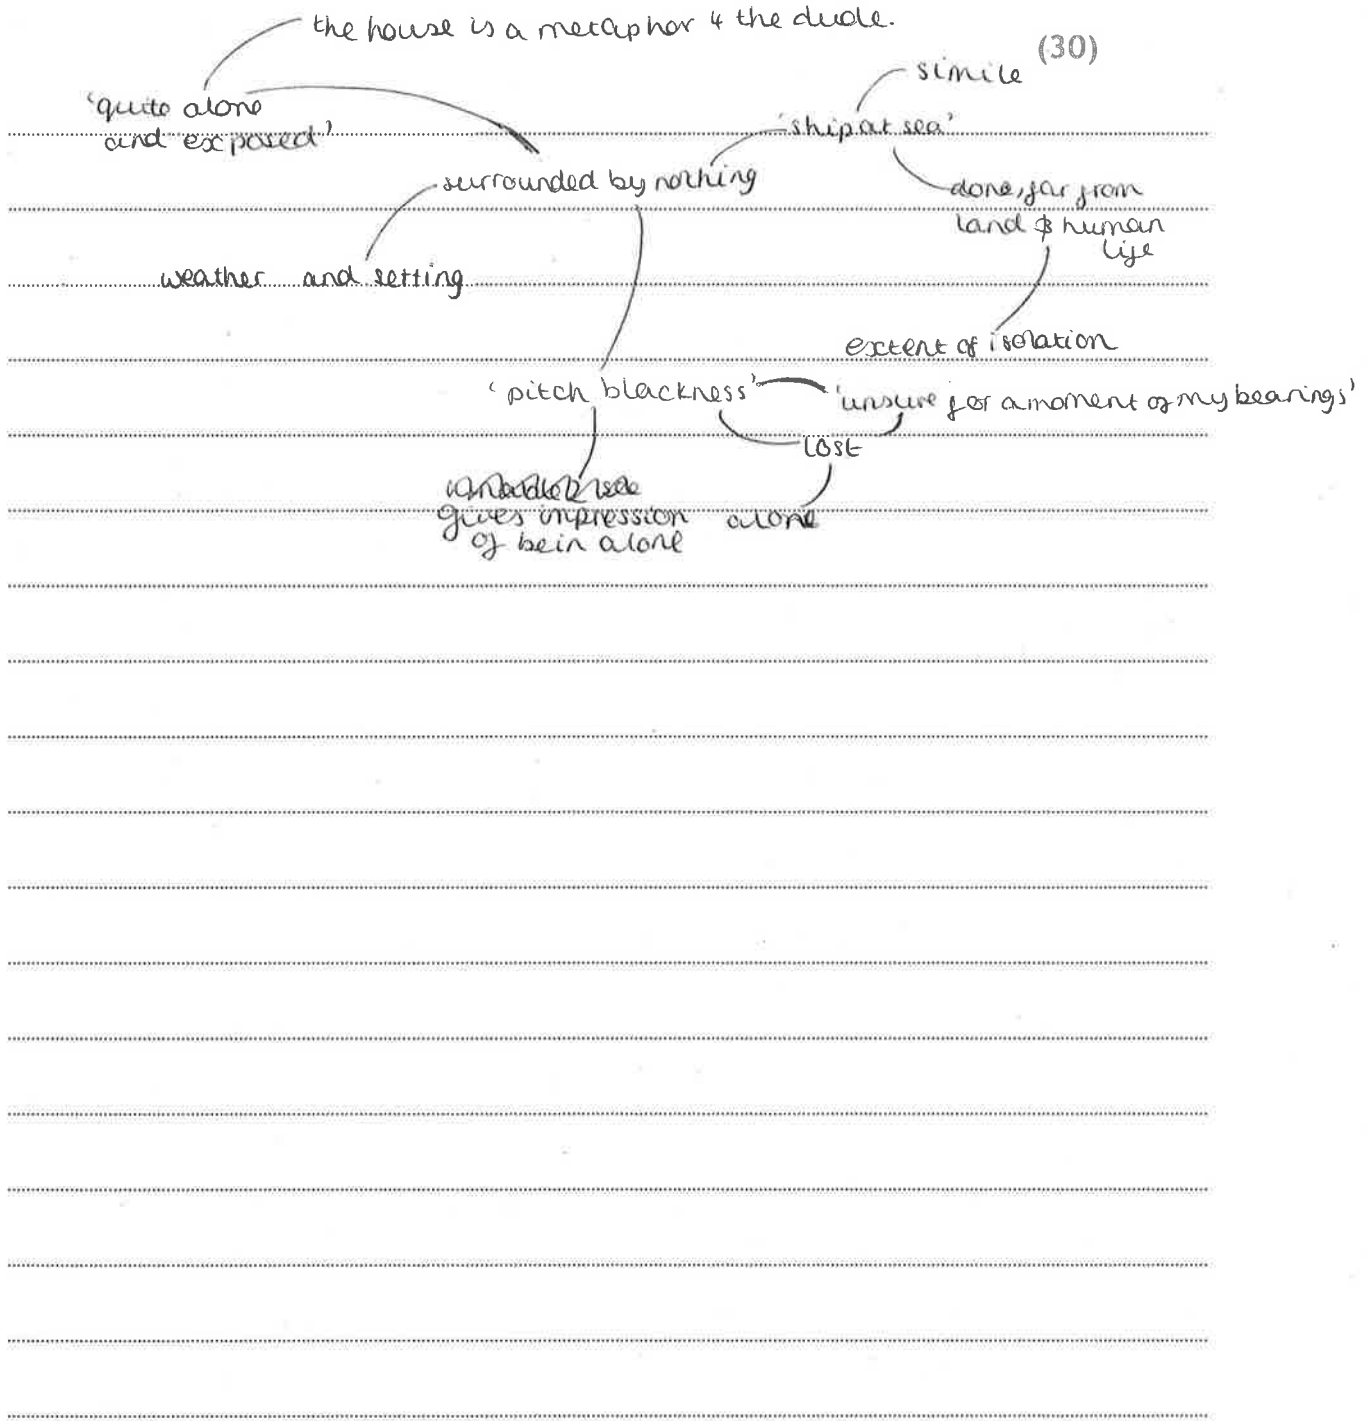 the house is a metaphor 4 the dude.
(30)
simile
'quite alone
and exposed'
'ship at sea'
surrounded by nothing
alone, far from
land & human
life
weather and setting
extent of isolation
'pitch blackness'
'unsure for a moment of my bearings'
lost
gives impression
of bein alone
alone